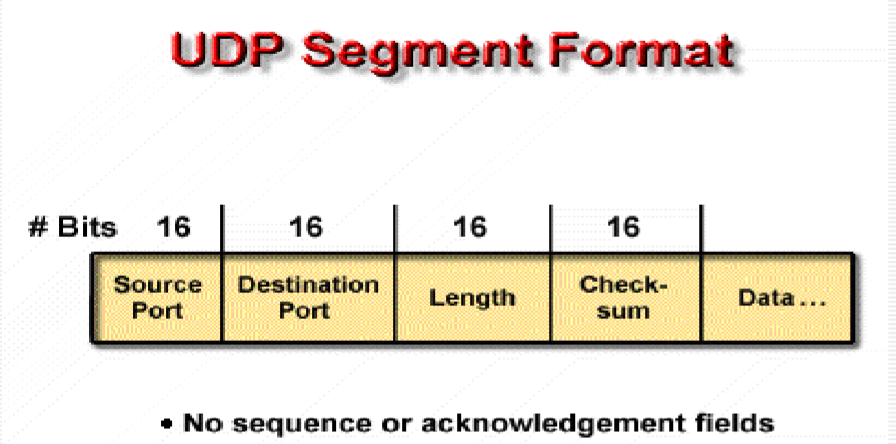 UDP Segment Format
# Bits 16 16 16 16
Source Port Destination Port Length Check-sum Data...
• No sequence or acknowledgement fields